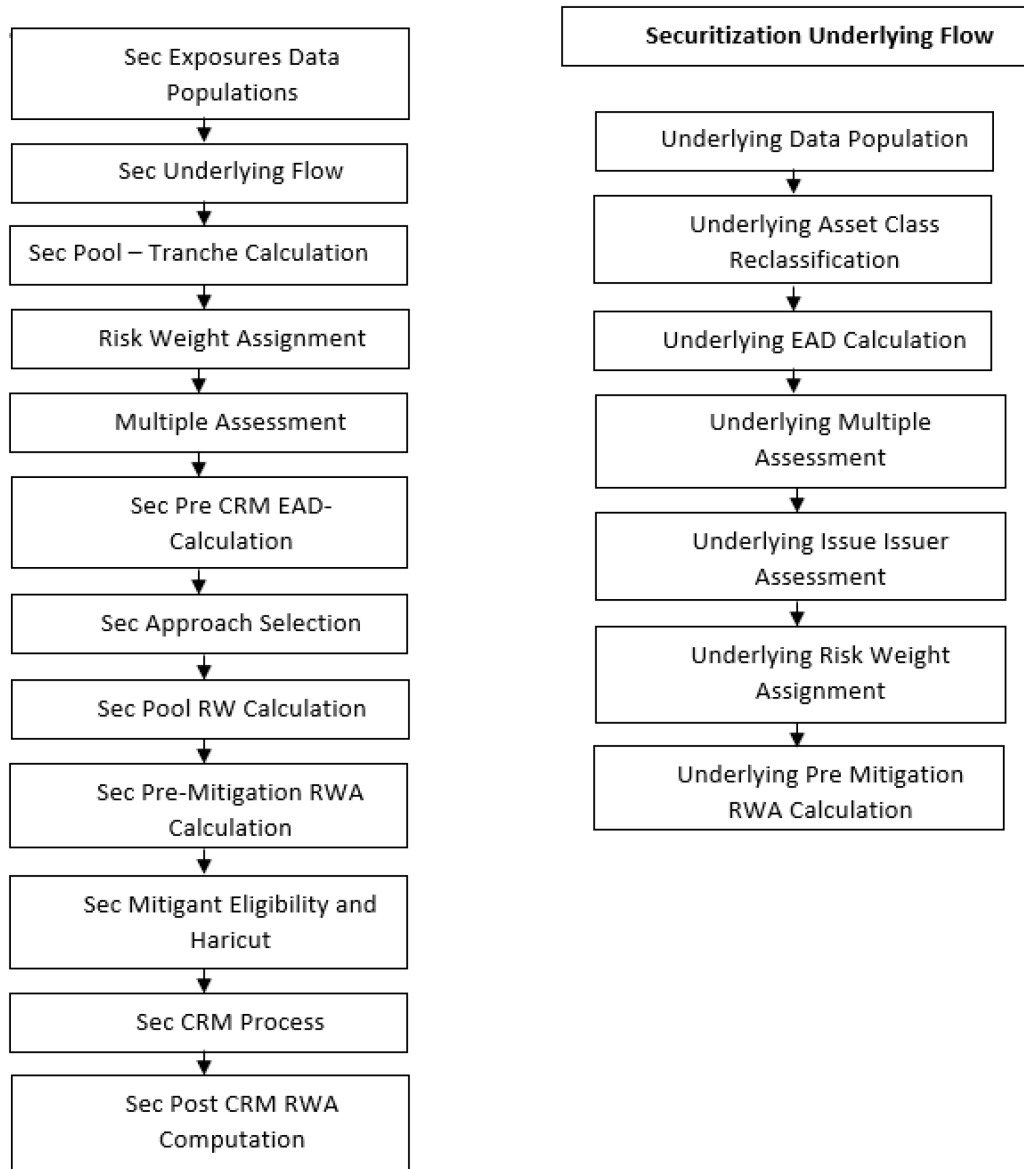 Sec Exposures Data
Populations
Sec Underlying Flow
Sec Pool – Tranche Calculation
Risk Weight Assignment
Multiple Assessment
Sec Pre CRM EAD-
Calculation
Sec Approach Selection
Sec Pool RW Calculation
Sec Pre-Mitigation RWA
Calculation
Sec Mitigant Eligibility and
Haricut
Sec CRM Process
Sec Post CRM RWA
Computation
Securitization Underlying Flow
Underlying Data Population
Underlying Asset Class
Reclassification
Underlying EAD Calculation
Underlying Multiple
Assessment
Underlying Issue Issuer
Assessment
Underlying Risk Weight
Assignment
Underlying Pre Mitigation
RWA Calculation